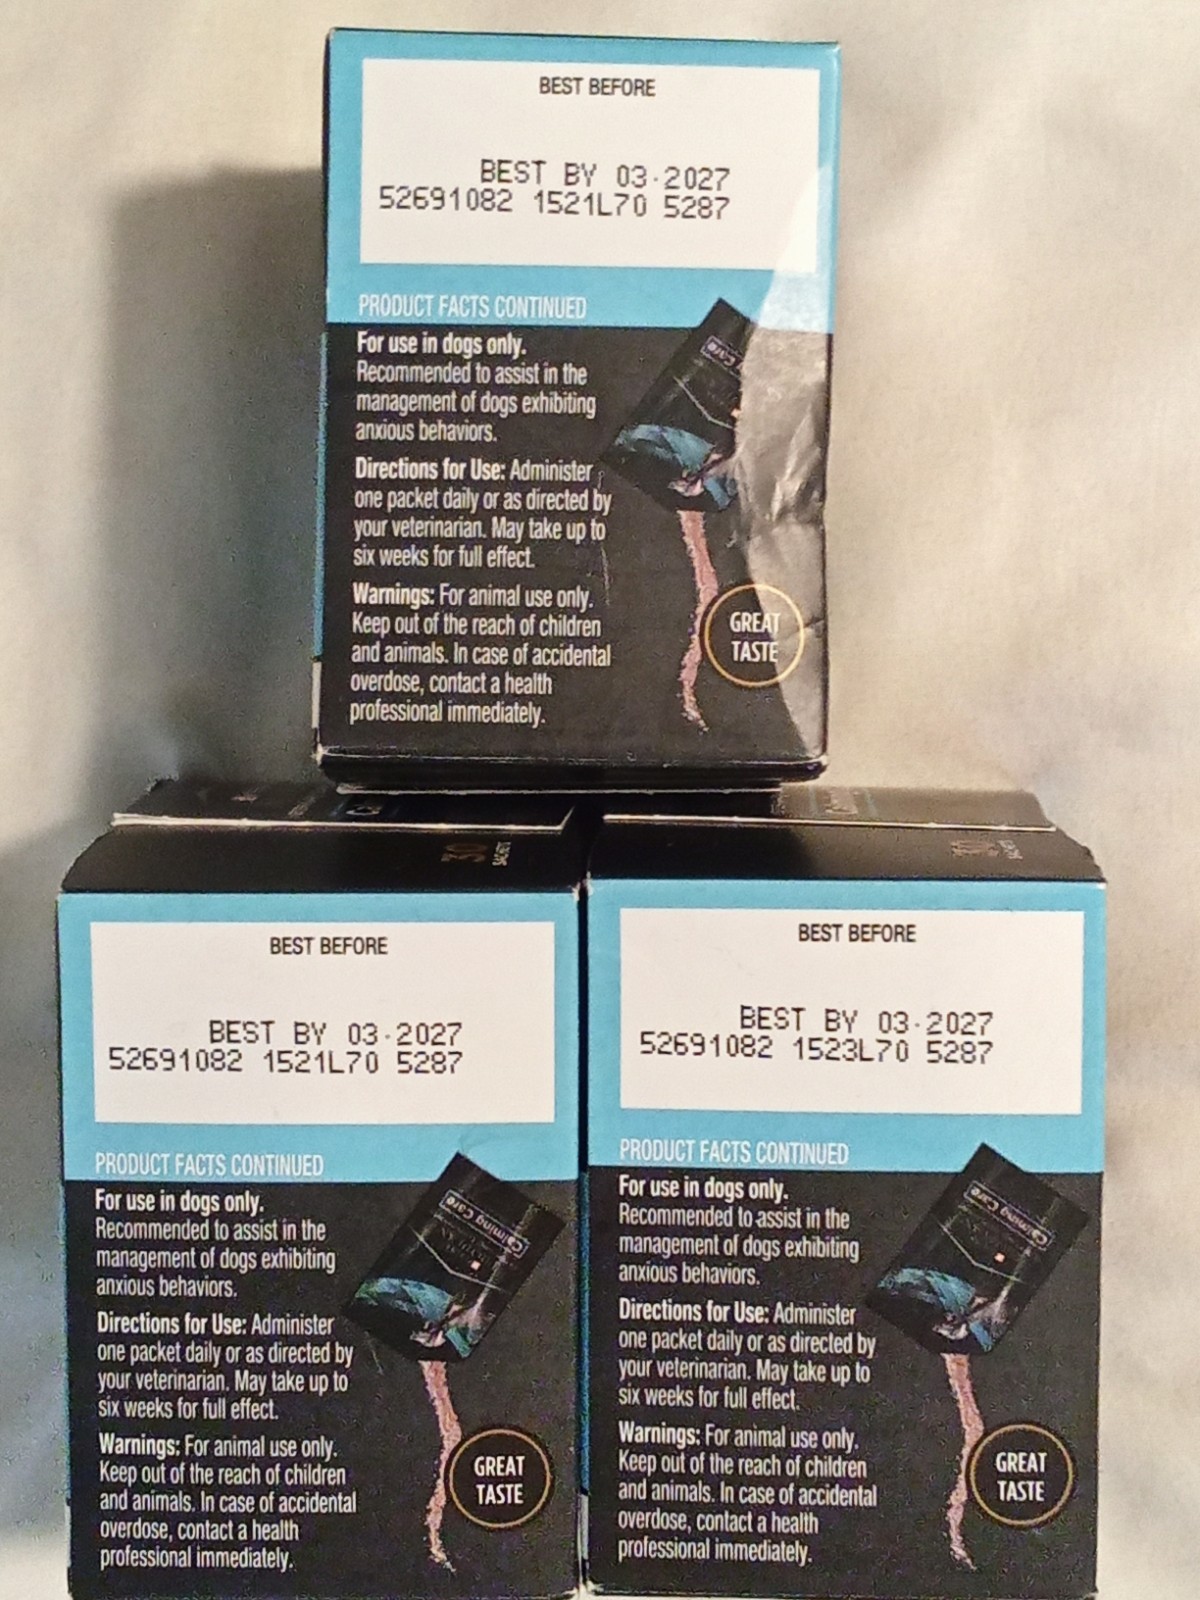 BEST BEFORE
BEST BY 03·2027
52691082 1521L70 5287
PRODUCT FACTS CONTINUED
For use in dogs only.
Recommended to assist in the
management of dogs exhibiting
anxious behaviors.
Directions for Use: Administer
one packet daily or as directed by
your veterinarian. May take up to
six weeks for full effect.
Warnings: For animal use only.
Keep out of the reach of children
and animals. In case of accidental
overdose, contact a health
professional immediately.
Care
GREAT
TASTE
30
SACHETS
BEST BEFORE
BEST BY 03·2027
52691082 1521L70 5287
PRODUCT FACTS CONTINUED
For use in dogs only.
Recommended to assist in the
management of dogs exhibiting
anxious behaviors.
Directions for Use: Administer
one packet daily or as directed by
your veterinarian. May take up to
six weeks for full effect.
Warnings: For animal use only.
Keep out of the reach of children
and animals. In case of accidental
overdose, contact a health
professional immediately.
Calming Care
GREAT
TASTE
30
BEST BEFORE
BEST BY 03·2027
52691082 1523L70 5287
PRODUCT FACTS CONTINUED
For use in dogs only.
Recommended to assist in the
management of dogs exhibiting
anxious behaviors.
Directions for Use: Administer
one packet daily or as directed by
your veterinarian. May take up to
six weeks for full effect.
Warnings: For animal use only.
Keep out of the reach of children
and animals. In case of accidental
overdose, contact a health
professional immediately.
Calming Care
GREAT
TASTE